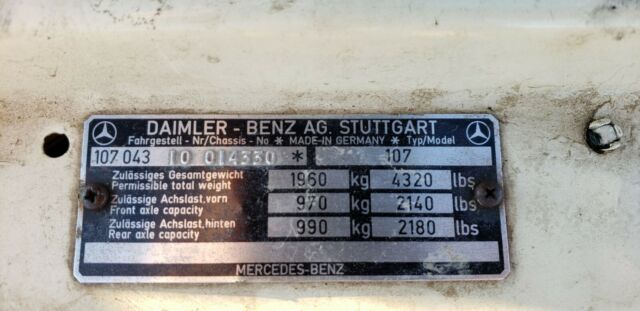 DAIMLER - BENZ AG. STUTTGART
Fahrgestell - Nr/Chassis - No * MADE IN GERMANY * Typ/Model
107.043 10 014330 * 107
Zulässiges Gesamtgewicht
Permissible total weight 1960 kg 4320 lbs
Zulässige Achslast,vorn
Front axle capacity 970 kg 2140 lbs
Zulässige Achslast,hinten
Rear axle capacity 990 kg 2180 lbs
MERCEDES-BENZ